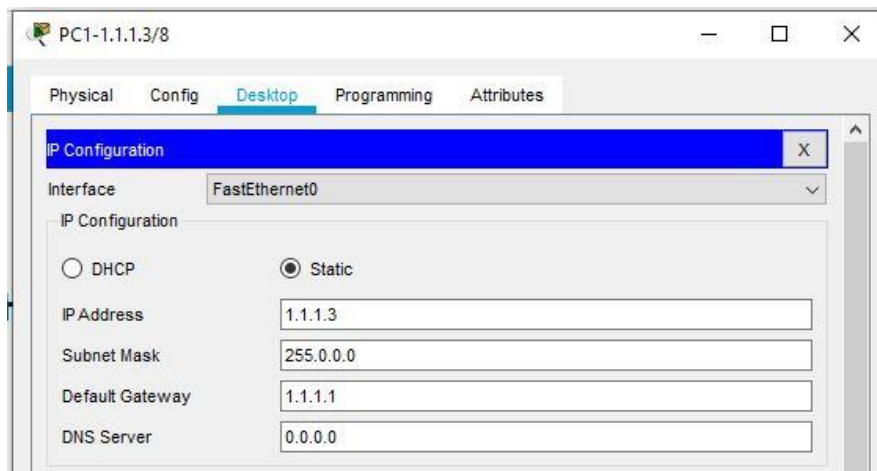 PC1-1.1.1.3/8
Physical Config Desktop Programming Attributes
IP Configuration X
Interface FastEthernet0
IP Configuration
DHCP Static
IP Address 1.1.1.3
Subnet Mask 255.0.0.0
Default Gateway 1.1.1.1
DNS Server 0.0.0.0